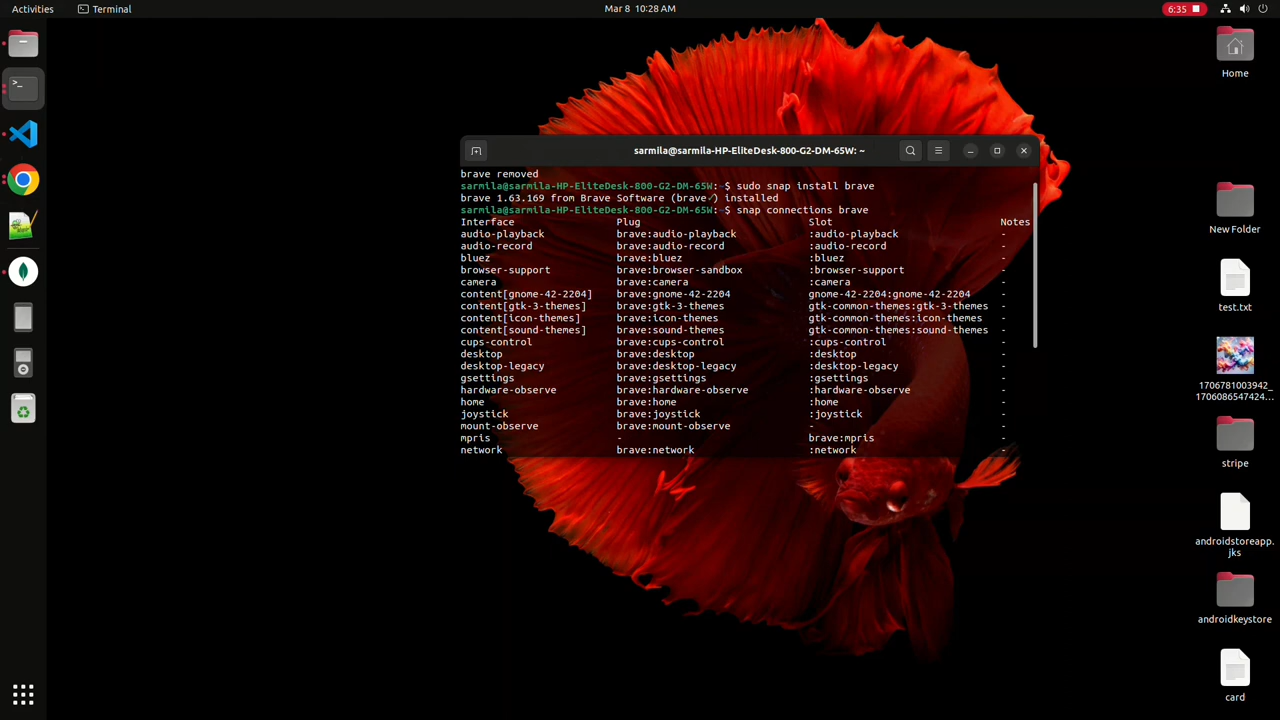 Activities
Terminal
Mar 8 10:28 AM
6:35
sarmila@sarmila-HP-EliteDesk-800-G2-DM-65W: ~
brave removed
sarmila@sarmila-HP-EliteDesk-800-G2-DM-65W:~$ sudo snap install brave
brave 1.63.169 from Brave Software (brave✓) installed
sarmila@sarmila-HP-EliteDesk-800-G2-DM-65W:~$ snap connections brave
Interface Plug Slot Notes
audio-playback brave:audio-playback :audio-playback -
audio-record brave:audio-record :audio-record -
bluez brave:bluez :bluez -
browser-support brave:browser-sandbox :browser-support -
camera brave:camera :camera -
content[gnome-42-2204] brave:gnome-42-2204 gnome-42-2204:gnome-42-2204 -
content[gtk-3-themes] brave:gtk-3-themes gtk-common-themes:gtk-3-themes -
content[icon-themes] brave:icon-themes gtk-common-themes:icon-themes -
content[sound-themes] brave:sound-themes gtk-common-themes:sound-themes -
cups-control brave:cups-control :cups-control -
desktop brave:desktop :desktop -
desktop-legacy brave:desktop-legacy :desktop-legacy -
gsettings brave:gsettings :gsettings -
hardware-observe brave:hardware-observe :hardware-observe -
home brave:home :home -
joystick brave:joystick :joystick -
mount-observe brave:mount-observe - -
mpris - brave:mpris -
network brave:network :network -
Home
New Folder
test.txt
1706781003942_
1706086547424...
stripe
androidstoreapp.
jks
androidkeystore
card